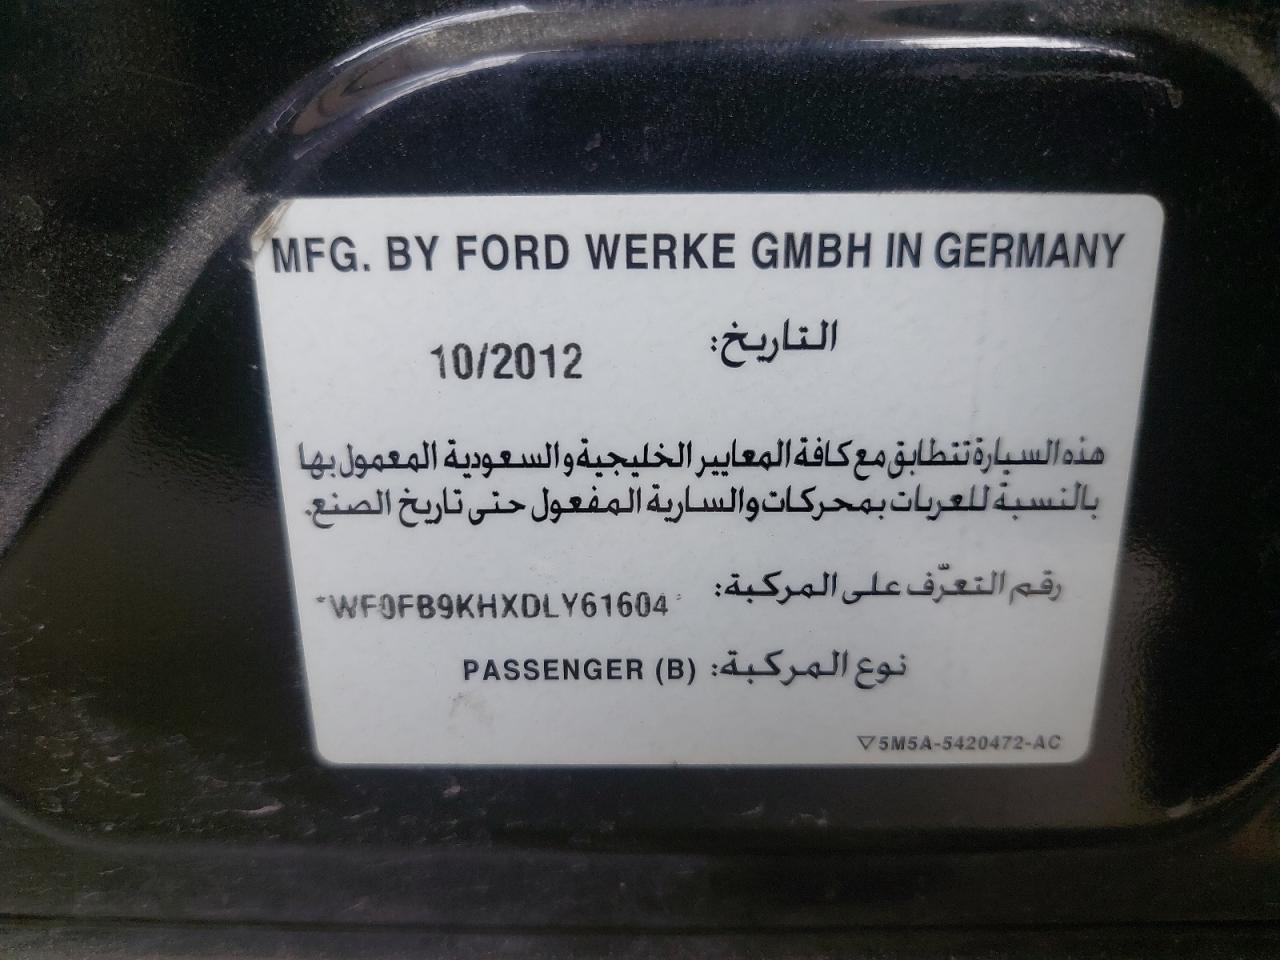 MFG. BY FORD WERKE GMBH IN GERMANY
التاريخ: 10/2012
هذه السيارة تتطابق مع كافة المعايير الخليجية والسعودية المعمول بها
بالنسبة للعربات بمحركات والسارية المفعول حتى تاريخ الصنع.
رقم التعرّف على المركبة: *WF0FB9KHXDLY61604*
نوع المركبة: PASSENGER (B)
▽5M5A-5420472-AC